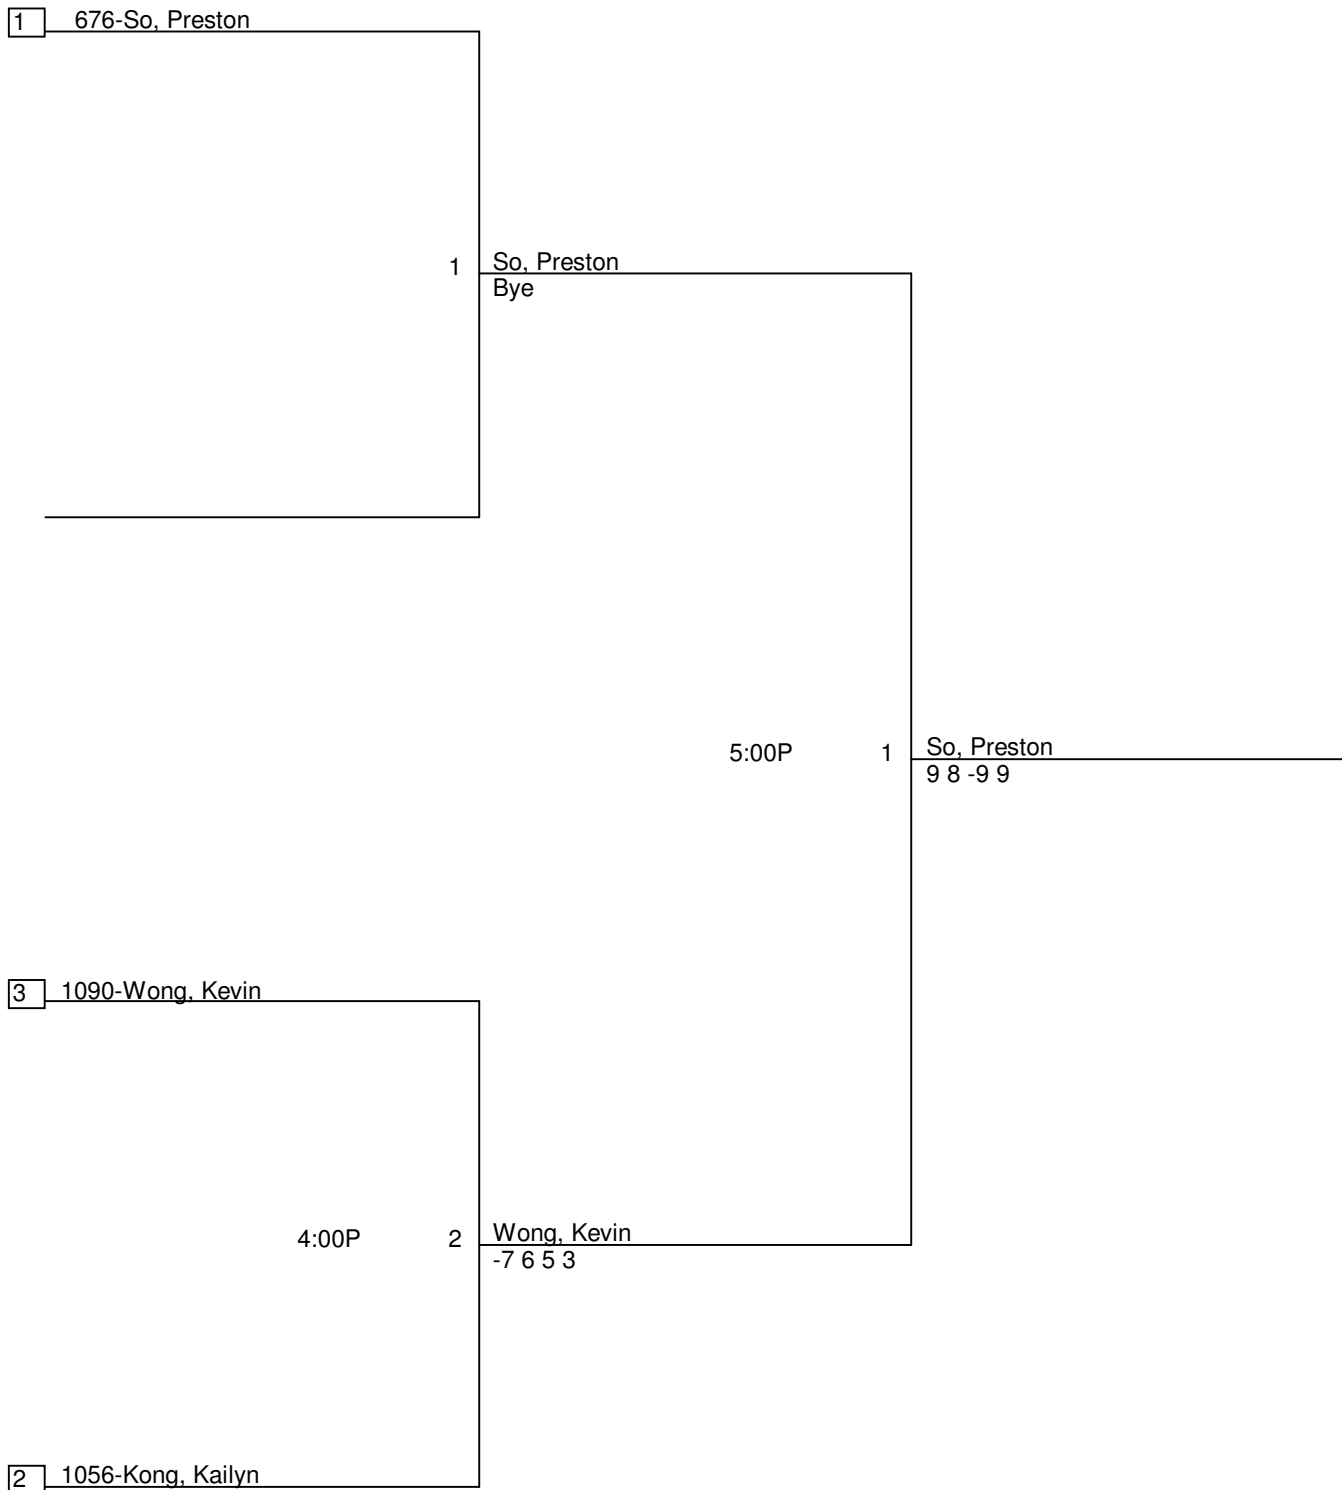 1 676-So, Preston
1 So, Preston
Bye
5:00P 1 So, Preston
9 8 -9 9
3 1090-Wong, Kevin
4:00P 2 Wong, Kevin
-7 6 5 3
2 1056-Kong, Kailyn